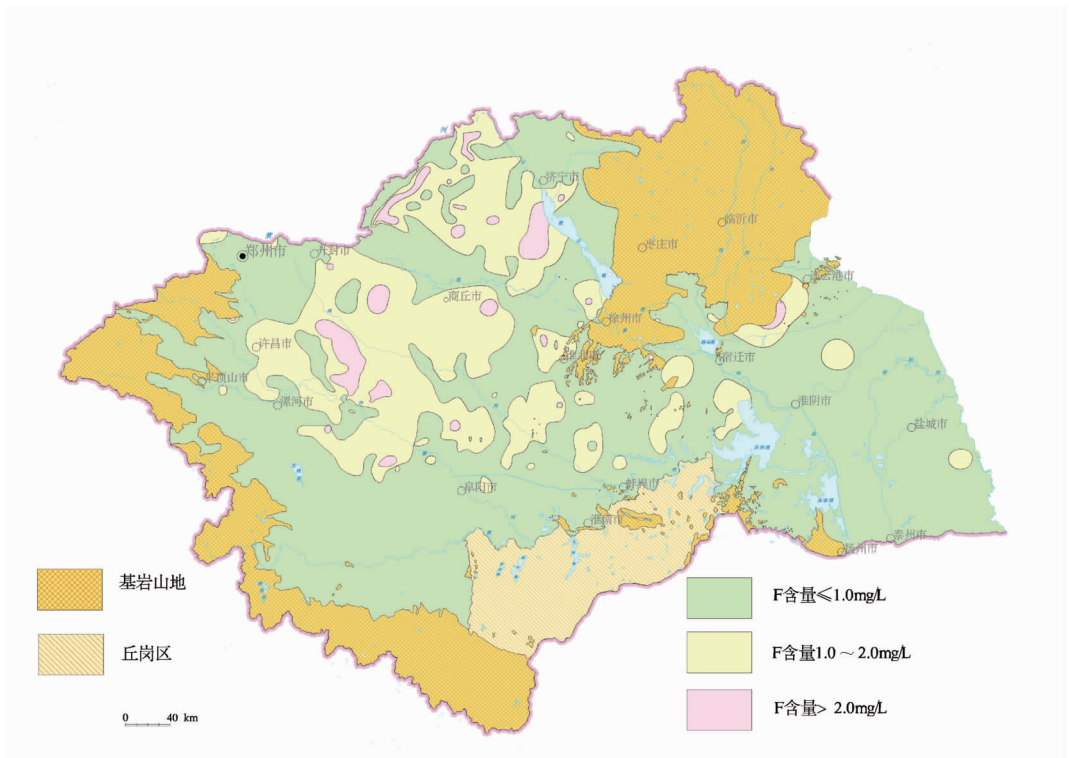 河
济宁市
临沂市
黄
郑州市
开封市
枣庄市
连云港市
商丘市
徐州市
许昌市
淮北市
宿迁市
平顶山市
漯河市
淮阴市
盐城市
阜阳市
蚌埠市
淮南市
扬州市
泰州市
基岩山地
丘岗区
0 40 km
F含量≤1.0mg/L
F含量1.0～2.0mg/L
F含量> 2.0mg/L